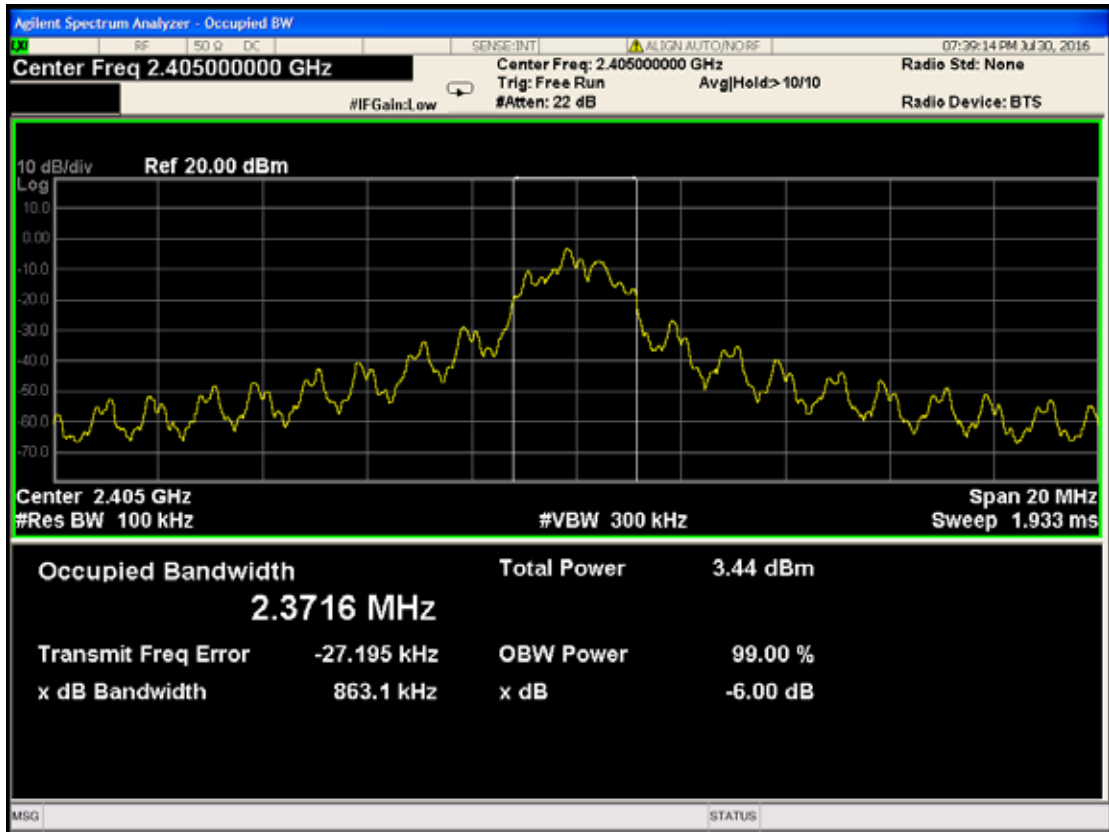 Agilent Spectrum Analyzer - Occupied BW
LXI RF 50 Ω DC SENSE:INT ALIGN AUTO/NO RF 07:39:14 PM Jul 30, 2016
Center Freq 2.405000000 GHz Center Freq: 2.405000000 GHz Radio Std: None
Trig: Free Run Avg|Hold:> 10/10
#IFGain:Low #Atten: 22 dB Radio Device: BTS
10 dB/div Ref 20.00 dBm
Log
10.0
0.00
-10.0
-20.0
-30.0
-40.0
-50.0
-60.0
-70.0
Center 2.405 GHz Span 20 MHz
#Res BW 100 kHz #VBW 300 kHz Sweep 1.933 ms
Occupied Bandwidth Total Power 3.44 dBm
2.3716 MHz
Transmit Freq Error -27.195 kHz OBW Power 99.00 %
x dB Bandwidth 863.1 kHz x dB -6.00 dB
MSG STATUS